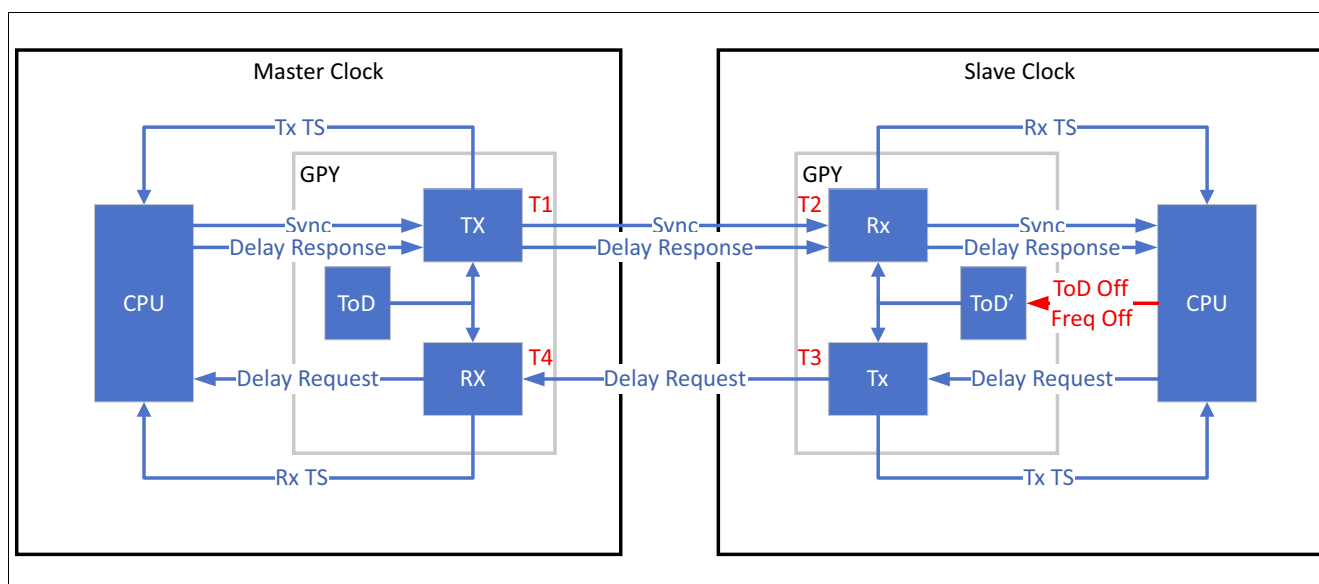 Master Clock
Slave Clock
Tx TS
Rx TS
GPY
GPY
TX
T1
T2
Rx
Sync
Sync
Sync
Delay Response
Delay Response
Delay Response
CPU
ToD
ToD’
ToD Off
Freq Off
CPU
T4
T3
RX
Tx
Delay Request
Delay Request
Delay Request
Rx TS
Tx TS